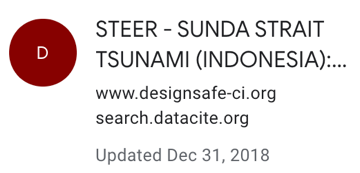 D
STEER - SUNDA STRAIT
TSUNAMI (INDONESIA):...
www.designsafe-ci.org
search.datacite.org
Updated Dec 31, 2018